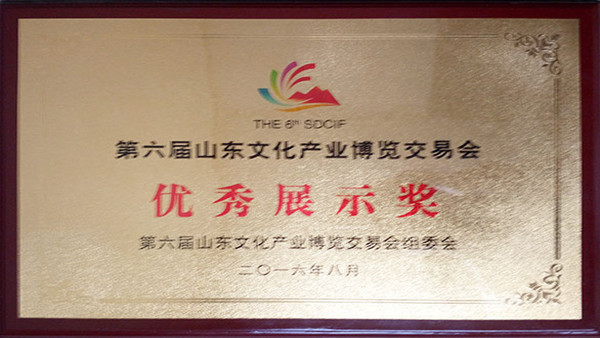 THE 6th SDCIF
第六届山东文化产业博览交易会
优秀展示奖
第六届山东文化产业博览交易会组委会
二〇一六年八月